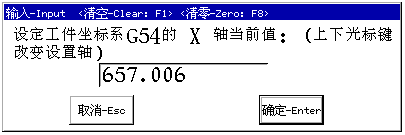 输入-Input <清空-Clear: F1> <清零-Zero: F8>
设定工件坐标系G54的 X 轴当前值: (上下光标键
改变设置轴)
657.006
取消-Esc 确定-Enter